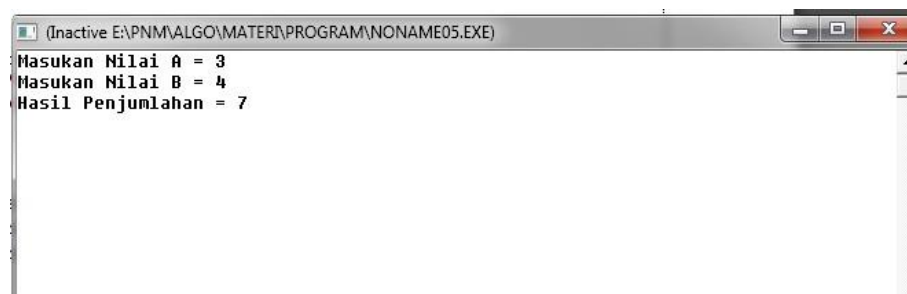 (Inactive E:\PNM\ALGO\MATERI\PROGRAM\NONAME05.EXE)
Masukan Nilai A = 3
Masukan Nilai B = 4
Hasil Penjumlahan = 7